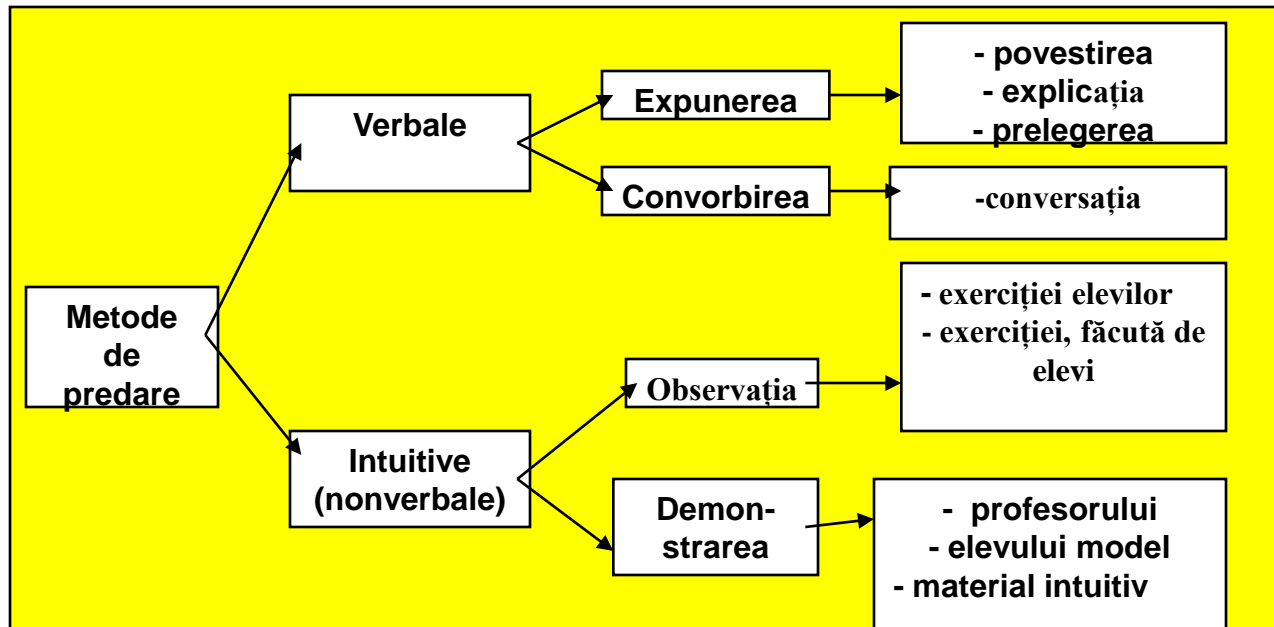 Metode
de
predare
Verbale
Expunerea
- povestirea
- explicația
- prelegerea
Convorbirea
-conversația
Intuitive
(nonverbale)
Observația
- exerciției elevilor
- exerciției, făcută de
elevi
Demon-
strarea
- profesorului
- elevului model
- material intuitiv